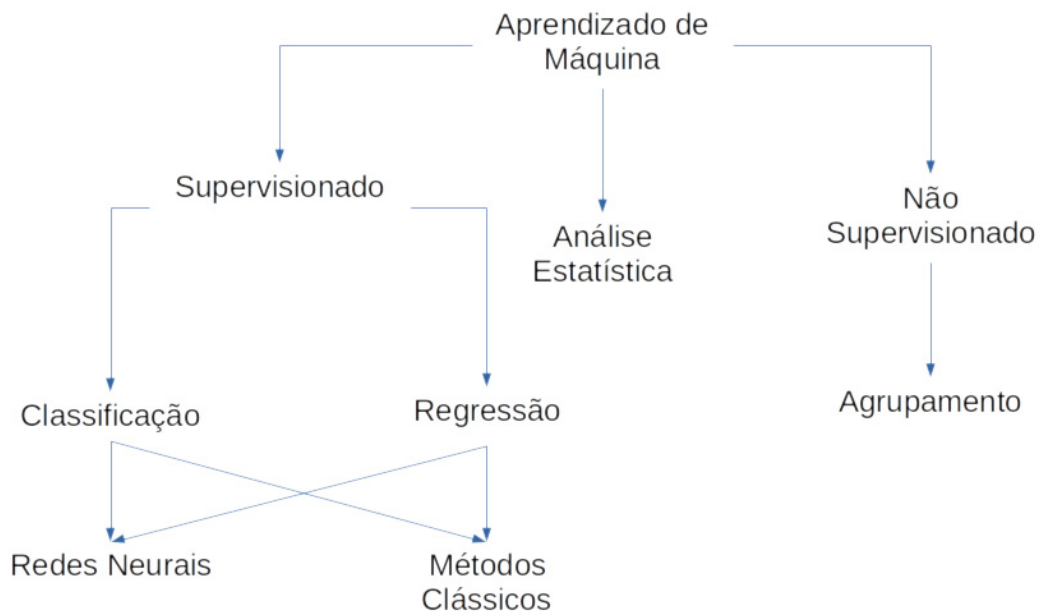 Aprendizado de
Máquina
Supervisionado
Não
Supervisionado
Análise
Estatística
Classificação
Regressão
Agrupamento
Redes Neurais
Métodos
Clássicos